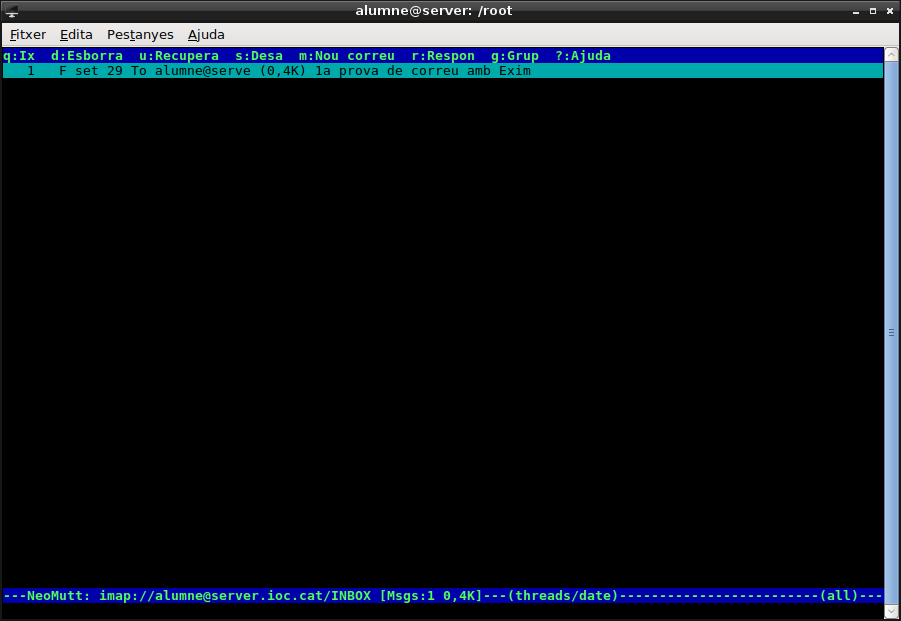 alumne@server: /root
Fitxer Edita Pestanyes Ajuda
q:Ix d:Esborra u:Recupera s:Desa m:Nou correu r:Respon g:Grup ?:Ajuda
1 F set 29 To alumne@serve (0,4K) 1a prova de correu amb Exim
---NeoMutt: imap://alumne@server.ioc.cat/INBOX [Msgs:1 0,4K]---(threads/date)-------------------------(all)---